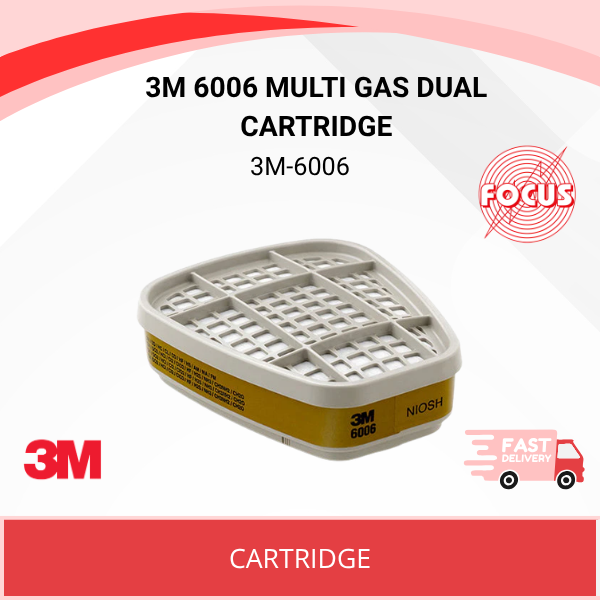 3M 6006 MULTI GAS DUAL
CARTRIDGE
3M-6006
FOCUS
3M
6006
NIOSH
3M
FAST
DELIVERY
CARTRIDGE